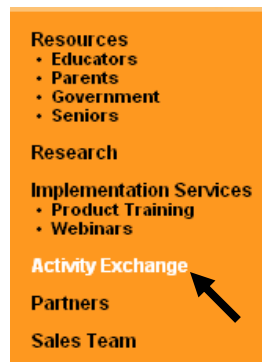 Resources
• Educators
• Parents
• Government
• Seniors
Research
Implementation Services
• Product Training
• Webinars
Activity Exchange
Partners
Sales Team